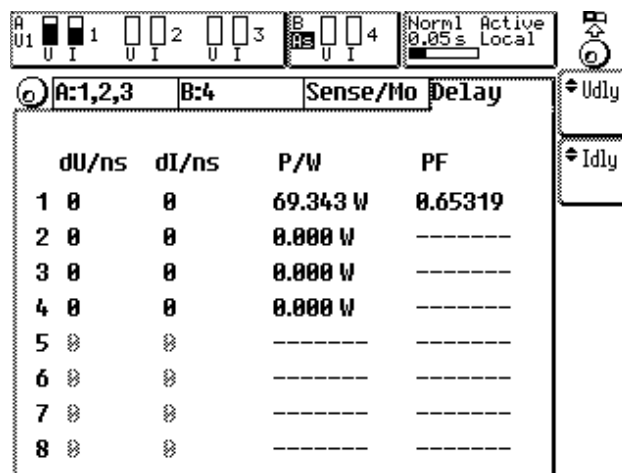 A B Norml Active
U1 1 2 3 As 4 0.05 s Local
U I U I U I U I
A:1,2,3 B:4 Sense/Mo Delay Udly
Idly
dU/ns dI/ns P/W PF
1 0 0 69.343 W 0.65319
2 0 0 0.000 W -------
3 0 0 0.000 W -------
4 0 0 0.000 W -------
5 0 0 ------- -------
6 0 0 ------- -------
7 0 0 ------- -------
8 0 0 ------- -------